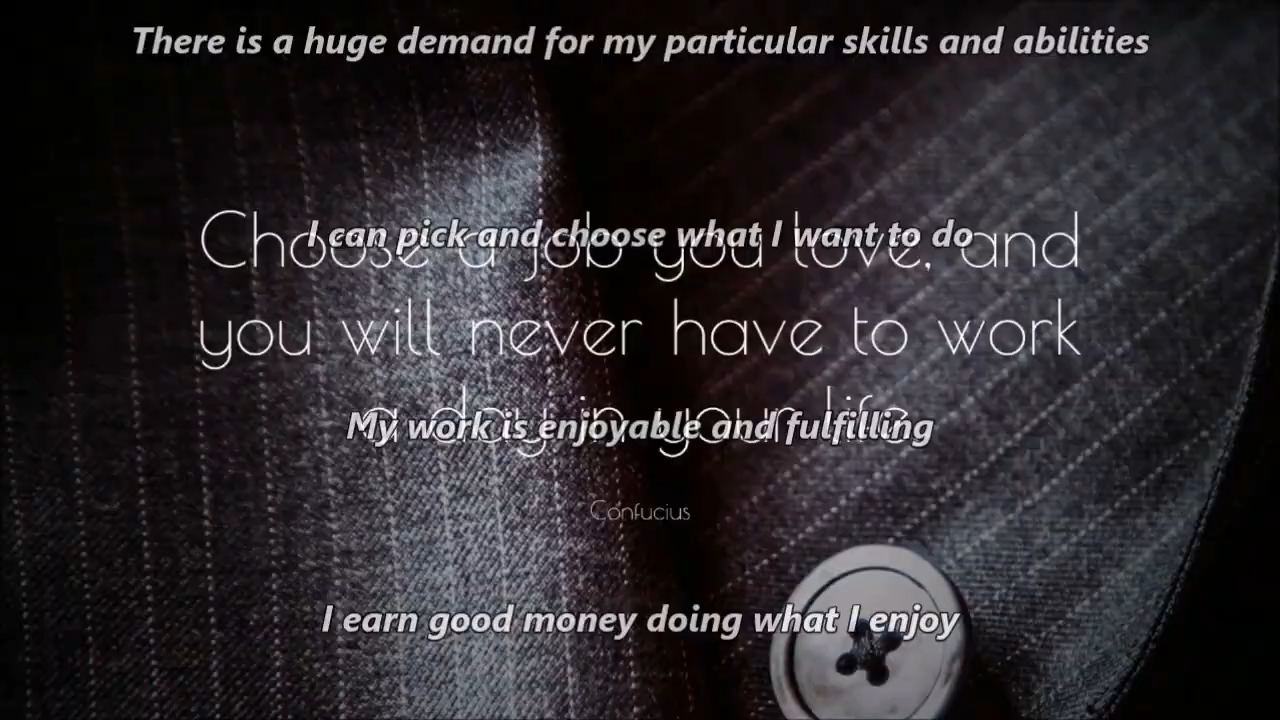 There is a huge demand for my particular skills and abilities
I can pick and choose what I want to do
Choose a job you love, and
you will never have to work
a day in your life
My work is enjoyable and fulfilling
Confucius
I earn good money doing what I enjoy